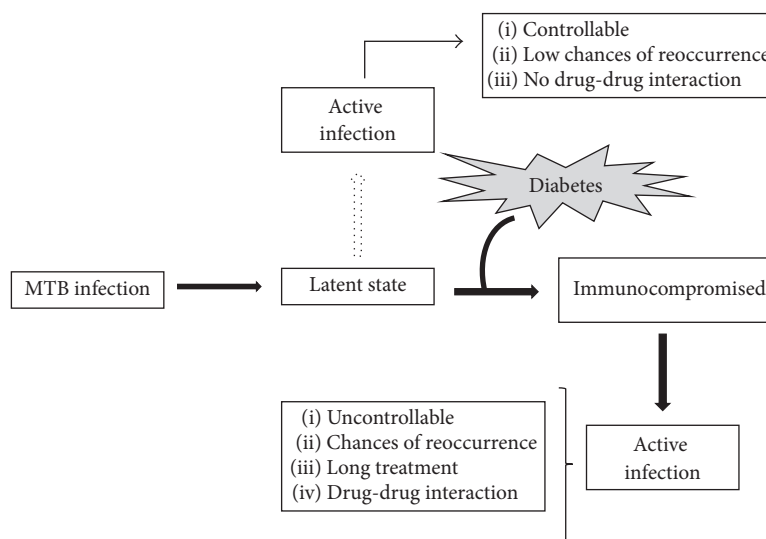 (i) Controllable
(ii) Low chances of reoccurrence
(iii) No drug-drug interaction
Active
infection
Diabetes
MTB infection
Latent state
Immunocompromised
(i) Uncontrollable
(ii) Chances of reoccurrence
(iii) Long treatment
(iv) Drug-drug interaction
Active
infection